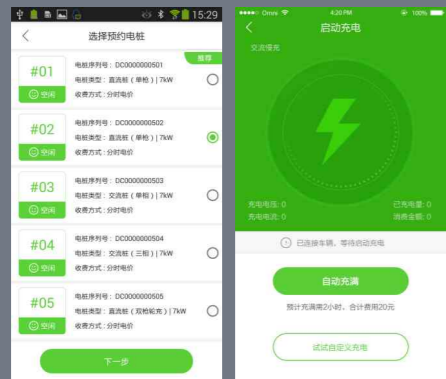 15:29
选择预约电桩
推荐
#01
空闲
电桩序列号：DC0000000501
电桩类型：直流桩（单枪）| 7kW
收费方式：分时电价
#02
空闲
电桩序列号：DC0000000502
电桩类型：直流桩（单枪）| 7kW
收费方式：分时电价
#03
空闲
电桩序列号：DC0000000503
电桩类型：交流桩（单相）| 7kW
收费方式：分时电价
#04
空闲
电桩序列号：DC0000000504
电桩类型：交流桩（三相）| 7kW
收费方式：分时电价
#05
空闲
电桩序列号：DC0000000505
电桩类型：直流桩（双枪轮充）| 7kW
收费方式：分时电价
下一步
Omni 4:20 PM 100%
启动充电
交流慢充
充电电压: 0 已充电量: 0
充电电流: 0 消费金额: 0
已连接车辆，等待启动充电
自动充满
预计充满需2小时，合计费用20元
试试自定义充电